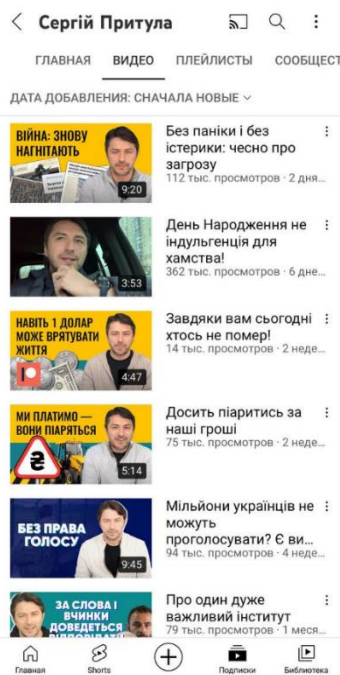 Сергій Притула
ГЛАВНАЯ ВИДЕО ПЛЕЙЛИСТЫ СООБЩЕСТ
ДАТА ДОБАВЛЕНИЯ: СНАЧАЛА НОВЫЕ
ВІЙНА: ЗНОВУ
НАГНІТАЮТЬ
9:20
Без паніки і без
істерики: чесно про
загрозу
112 тыс. просмотров · 2 дня...
3:53
День Народження не
індульгенція для
хамства!
362 тыс. просмотров · 6 дне...
НАВІТЬ 1 ДОЛАР
МОЖЕ ВРЯТУВАТИ
ЖИТТЯ
4:47
Завдяки вам сьогодні
хтось не помер!
14 тыс. просмотров · 2 неде...
МИ ПЛАТИМО —
ВОНИ ПІАРЯТЬСЯ
₴
5:14
Досить піаритись за
наші гроші
75 тыс. просмотров · 2 неде...
БЕЗ ПРАВА
ГОЛОСУ
9:45
Мільйони українців не
можуть
проголосувати? Є ви...
94 тыс. просмотров · 4 неде...
ЗА СЛОВА І
ВЧИНКИ
ДОВЕДЕТЬСЯ
ВІДПОВІДАТИ
Про один дуже
важливий інститут
79 тыс. просмотров · 1 меся...
Главная Shorts Подписки Библиотека